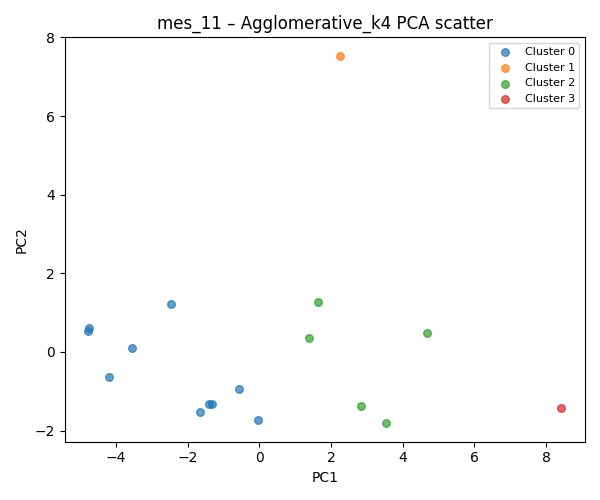 mes_11 – Agglomerative_k4 PCA scatter
Cluster 0
Cluster 1
Cluster 2
Cluster 3
PC2
8
6
4
2
0
−2
−4 −2 0 2 4 6 8
PC1